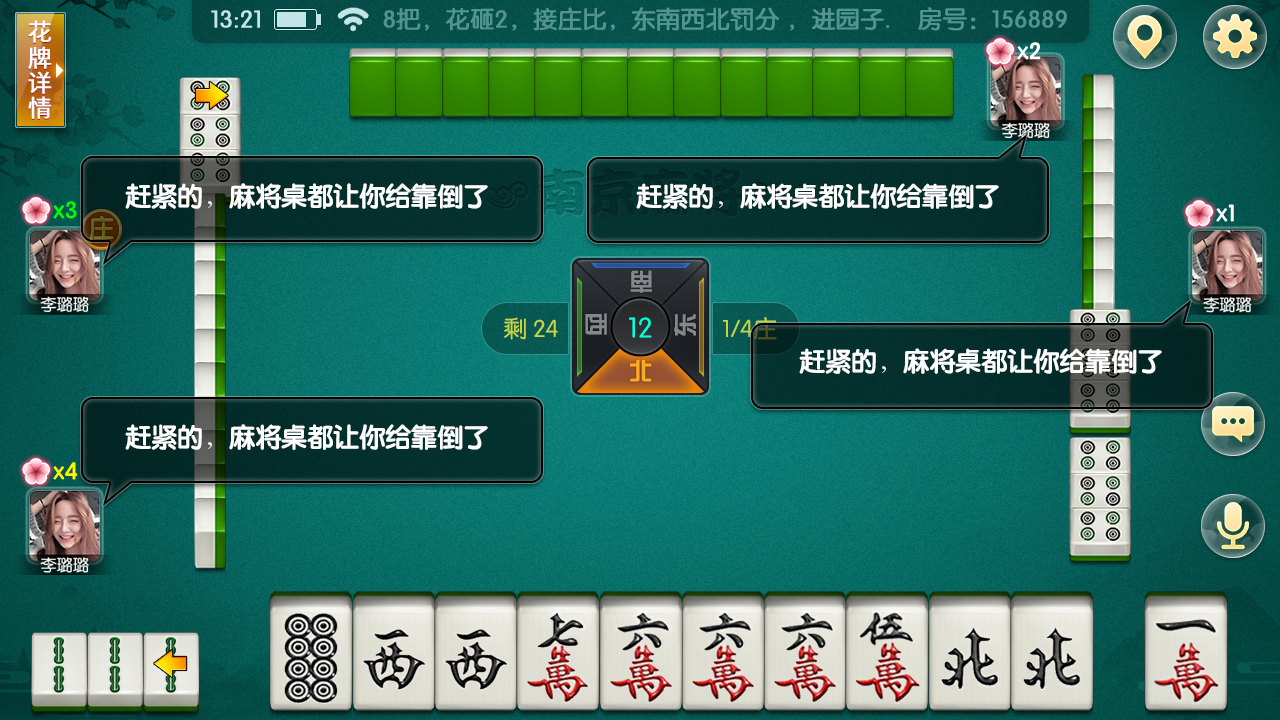 花牌详情
13:21
8把，花砸2，接庄比，东南西北罚分 ，进园子. 房号：156889
x2
李璐璐
赶紧的，麻将桌都让你给靠倒了
赶紧的，麻将桌都让你给靠倒了
南京麻将
x3
庄
李璐璐
x1
李璐璐
南
西
12
东
北
剩 24
1/4庄
赶紧的，麻将桌都让你给靠倒了
赶紧的，麻将桌都让你给靠倒了
x4
李璐璐
西
西
七萬
六萬
六萬
六萬
伍萬
北
北
一萬